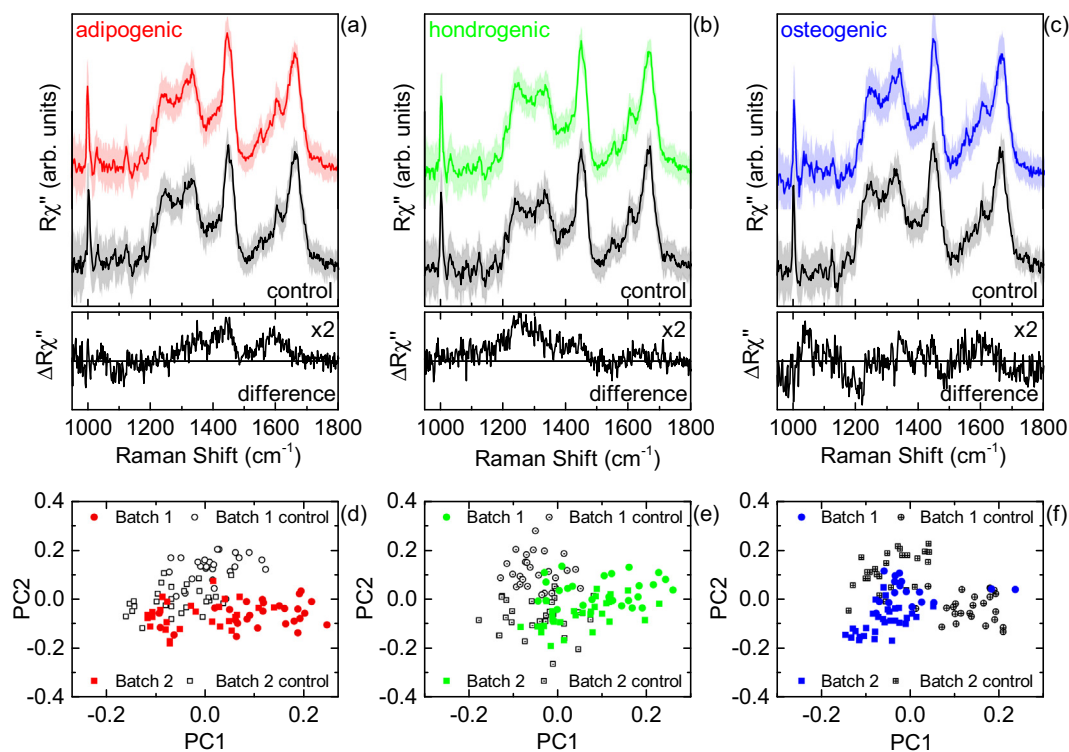 adipogenic
(a)
Rχ" (arb. units)
control
x2
ΔRχ"
difference
1000 1200 1400 1600 1800
Raman Shift (cm⁻¹)
hondrogenic
(b)
Rχ" (arb. units)
control
x2
ΔRχ"
difference
1000 1200 1400 1600 1800
Raman Shift (cm⁻¹)
osteogenic
(c)
Rχ" (arb. units)
control
x2
ΔRχ"
difference
1000 1200 1400 1600 1800
Raman Shift (cm⁻¹)
0.4
Batch 1
Batch 1 control
(d)
0.2
PC2
0.0
-0.2
Batch 2
Batch 2 control
-0.4
-0.2 0.0 0.2
PC1
0.4
Batch 1
Batch 1 control
(e)
0.2
PC2
0.0
-0.2
Batch 2
Batch 2 control
-0.4
-0.2 0.0 0.2
PC1
0.4
Batch 1
Batch 1 control
(f)
0.2
PC2
0.0
-0.2
Batch 2
Batch 2 control
-0.4
-0.2 0.0 0.2
PC1